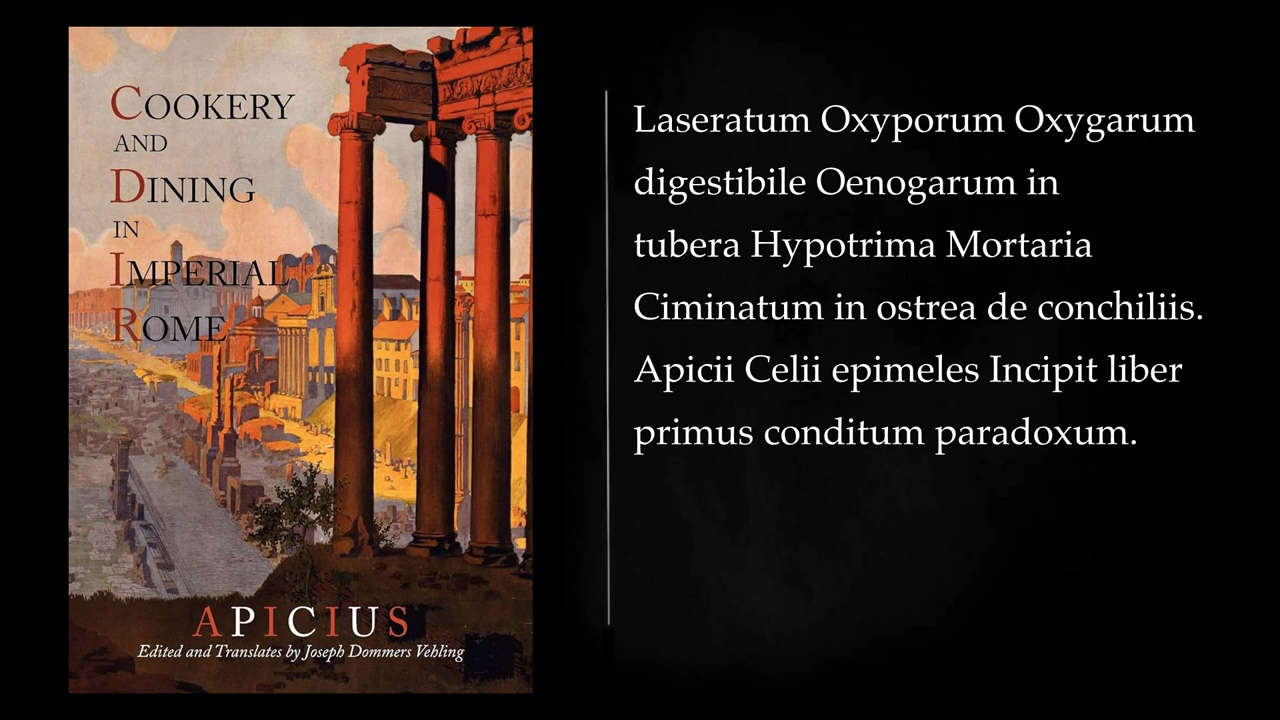 COOKERY
AND
DINING
IN
IMPERIAL
ROME
APICIUS
Edited and Translates by Joseph Dommers Vehling
Laseratum Oxyporum Oxygarum
digestibile Oenogarum in
tubera Hypotrima Mortaria
Ciminatum in ostrea de conchiliis.
Apicii Celii epimeles Incipit liber
primus conditum paradoxum.